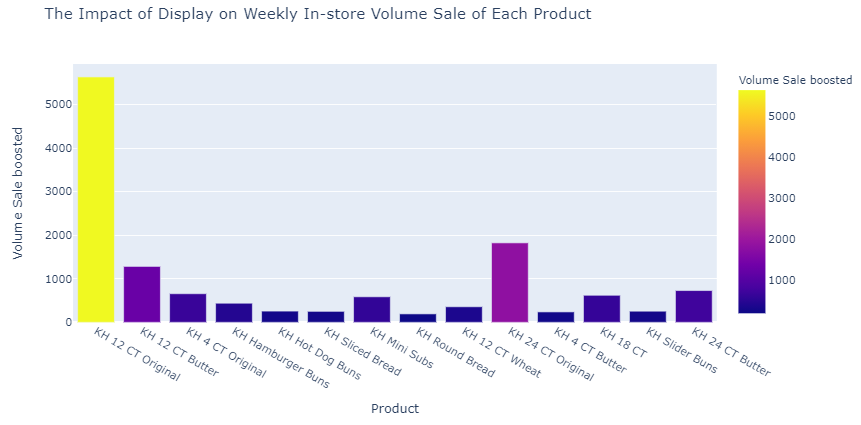 The Impact of Display on Weekly In-store Volume Sale of Each Product
Volume Sale boosted
5000
4000
3000
2000
1000
0
KH 12 CT Original
KH 12 CT Butter
KH 4 CT Original
KH Hamburger Buns
KH Hot Dog Buns
KH Sliced Bread
KH Mini Subs
KH Round Bread
KH 12 CT Wheat
KH 24 CT Original
KH 4 CT Butter
KH 18 CT
KH Slider Buns
KH 24 CT Butter
Product
Volume Sale boosted
5000
4000
3000
2000
1000